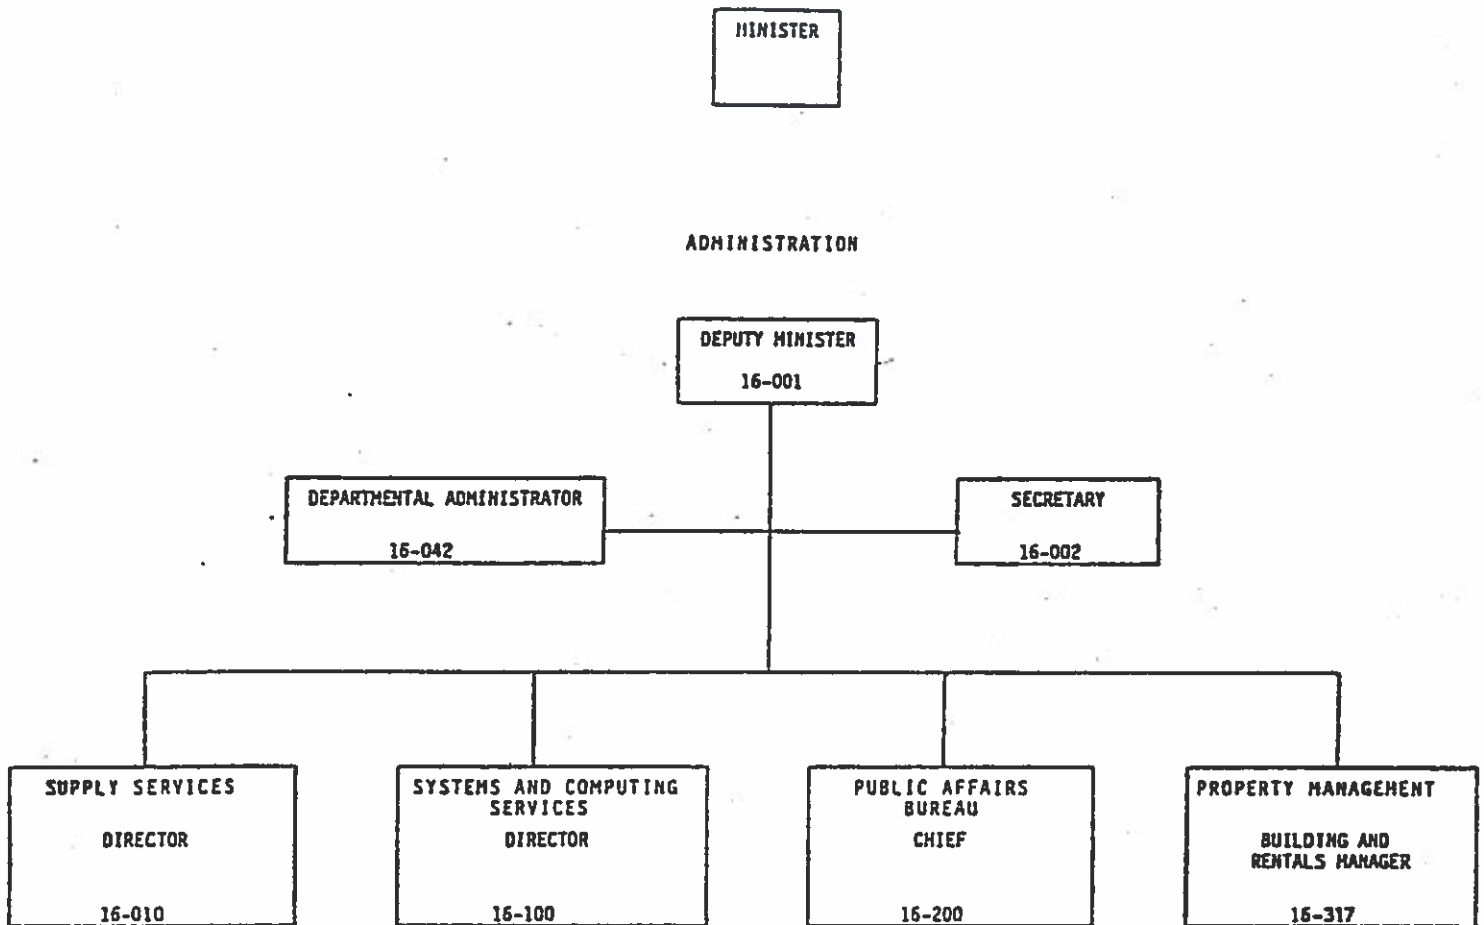 MINISTER
ADMINISTRATION
DEPUTY MINISTER
16-001
DEPARTMENTAL ADMINISTRATOR
16-042
SECRETARY
16-002
SUPPLY SERVICES
DIRECTOR
16-010
SYSTEMS AND COMPUTING
SERVICES
DIRECTOR
16-100
PUBLIC AFFAIRS
BUREAU
CHIEF
16-200
PROPERTY MANAGEMENT
BUILDING AND
RENTALS MANAGER
16-317